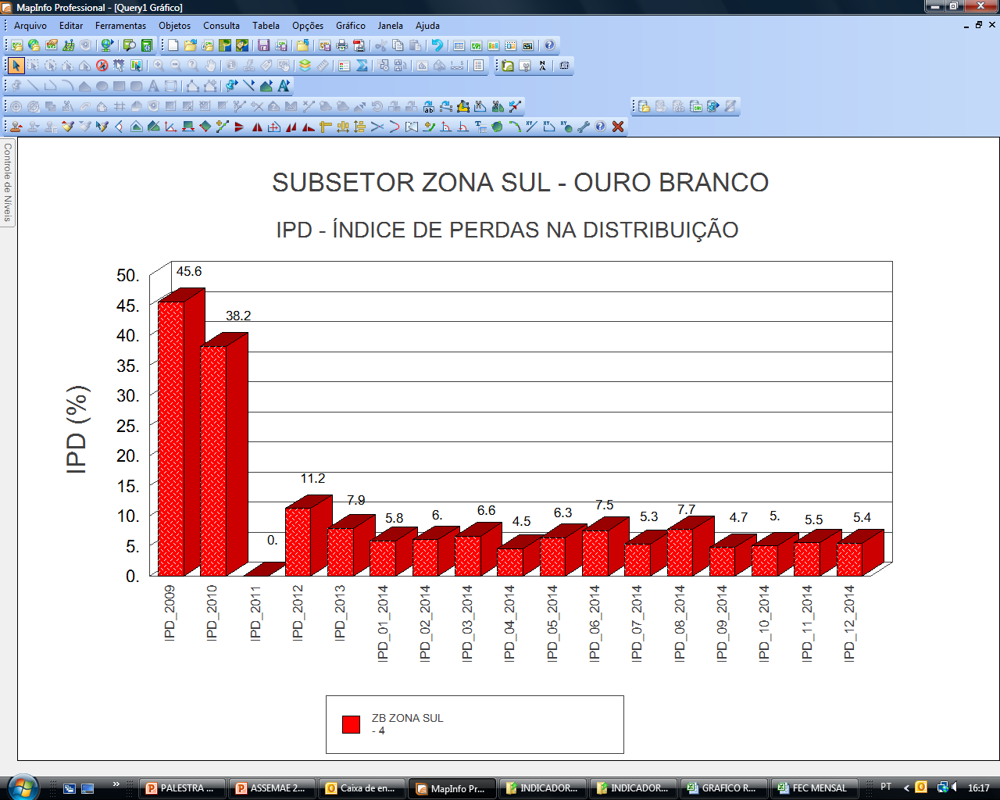 MapInfo Professional - [Query1 Gráfico]
Arquivo Editar Ferramentas Objetos Consulta Tabela Opções Gráfico Janela Ajuda
Controle de Níveis
SUBSETOR ZONA SUL - OURO BRANCO
IPD - ÍNDICE DE PERDAS NA DISTRIBUIÇÃO
IPD (%)
50.
45.
40.
35.
30.
25.
20.
15.
10.
5.
0.
45.6
38.2
0.
11.2
7.9
5.8
6.
6.6
4.5
6.3
7.5
5.3
7.7
4.7
5.
5.5
5.4
IPD_2009
IPD_2010
IPD_2011
IPD_2012
IPD_2013
IPD_01_2014
IPD_02_2014
IPD_03_2014
IPD_04_2014
IPD_05_2014
IPD_06_2014
IPD_07_2014
IPD_08_2014
IPD_09_2014
IPD_10_2014
IPD_11_2014
IPD_12_2014
ZB ZONA SUL
- 4
PALESTRA ... ASSEMAE 2... Caixa de en... MapInfo Pr... INDICADOR... INDICADOR... GRAFICO R... FEC MENSAL PT 16:17